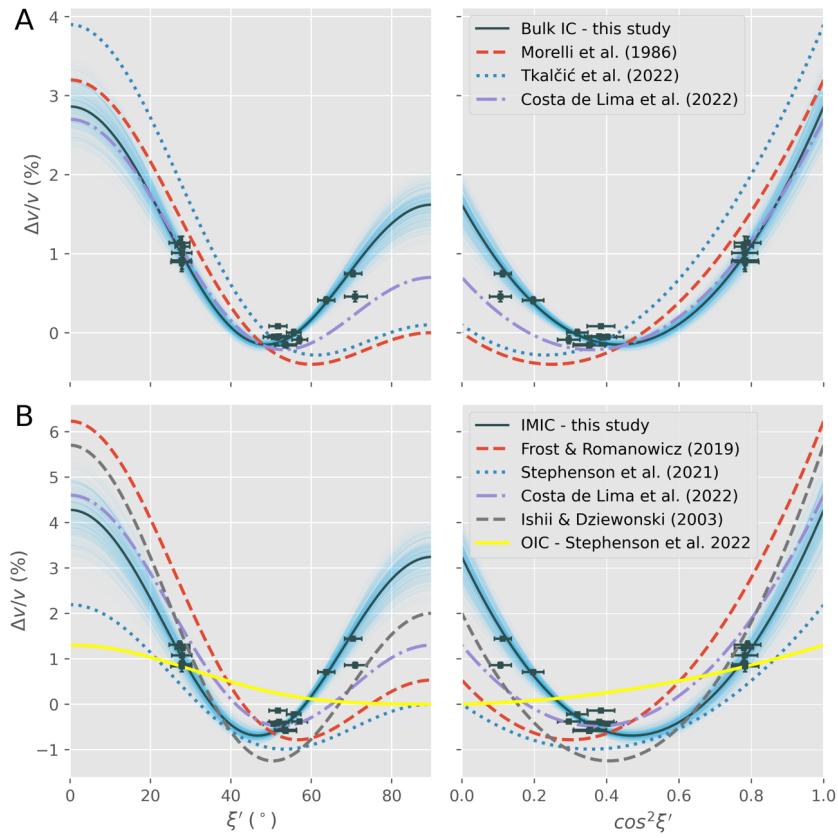 A
4
3
2
1
0
Δv/v (%)
Bulk IC - this study
Morelli et al. (1986)
Tkalčić et al. (2022)
Costa de Lima et al. (2022)
B
6
5
4
3
2
1
0
−1
Δv/v (%)
0 20 40 60 80
ξ′ (°)
IMIC - this study
Frost & Romanowicz (2019)
Stephenson et al. (2021)
Costa de Lima et al. (2022)
Ishii & Dziewonski (2003)
OIC - Stephenson et al. 2022
0.0 0.2 0.4 0.6 0.8 1.0
cos²ξ′